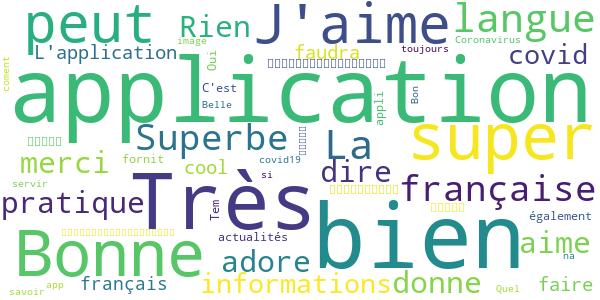 peut
Rien
J'aime
langue
L'application
image
faudra
toujours
Coronavirus
covid
coment
Oui
application
C'est
Belle
appli
Bon
Superbe
La
super
merci
fornit
cool
covid19
si
dire
française
servir
pratique
Très
Tem
bien
également
Bonne
actualités
adore
aime
na
savoir
app
français
informations
donne
Quel
faire